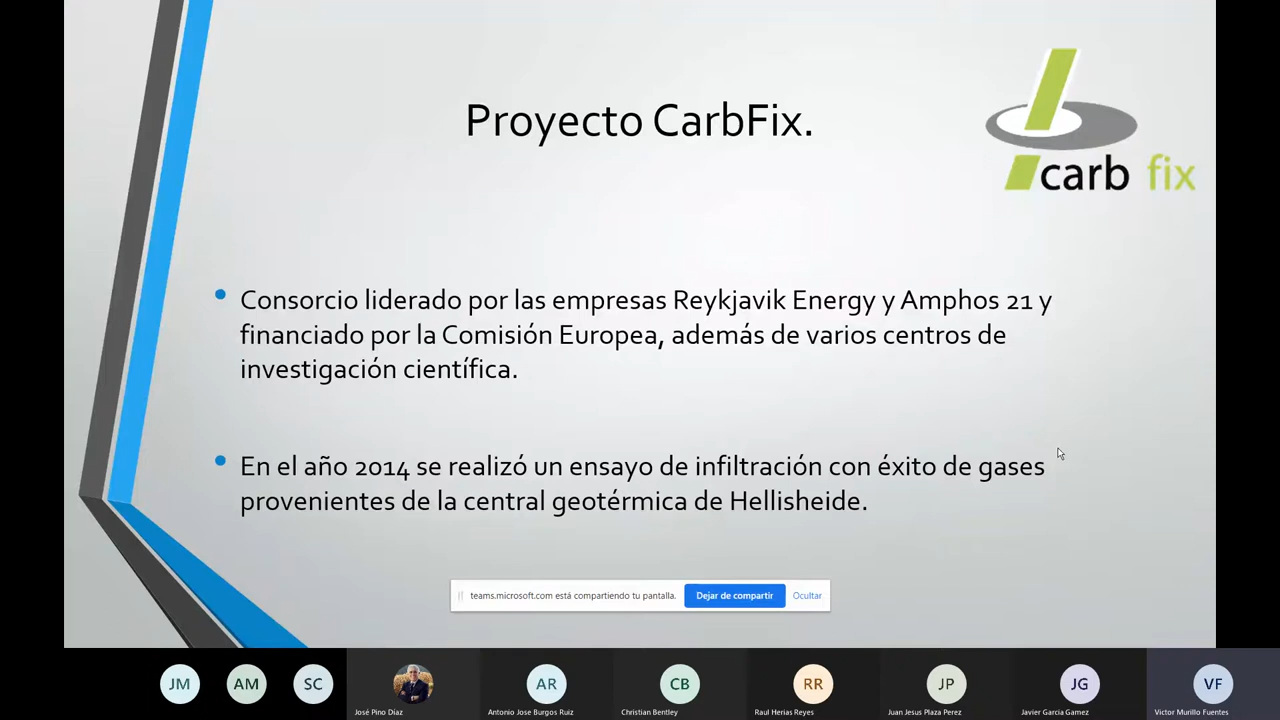 Proyecto CarbFix.
carb fix
Consorcio liderado por las empresas Reykjavik Energy y Amphos 21 y
financiado por la Comisión Europea, además de varios centros de
investigación científica.
En el año 2014 se realizó un ensayo de infiltración con éxito de gases
provenientes de la central geotérmica de Hellisheide.
teams.microsoft.com está compartiendo tu pantalla.
Dejar de compartir
Ocultar
JM
AM
SC
AR
CB
RR
JP
JG
VF
José Pino Díaz
Antonio Jose Burgos Ruiz
Christian Bentley
Raul Herias Reyes
Juan Jesus Plaza Perez
Javier Garcia Gamez
Victor Murillo Fuentes